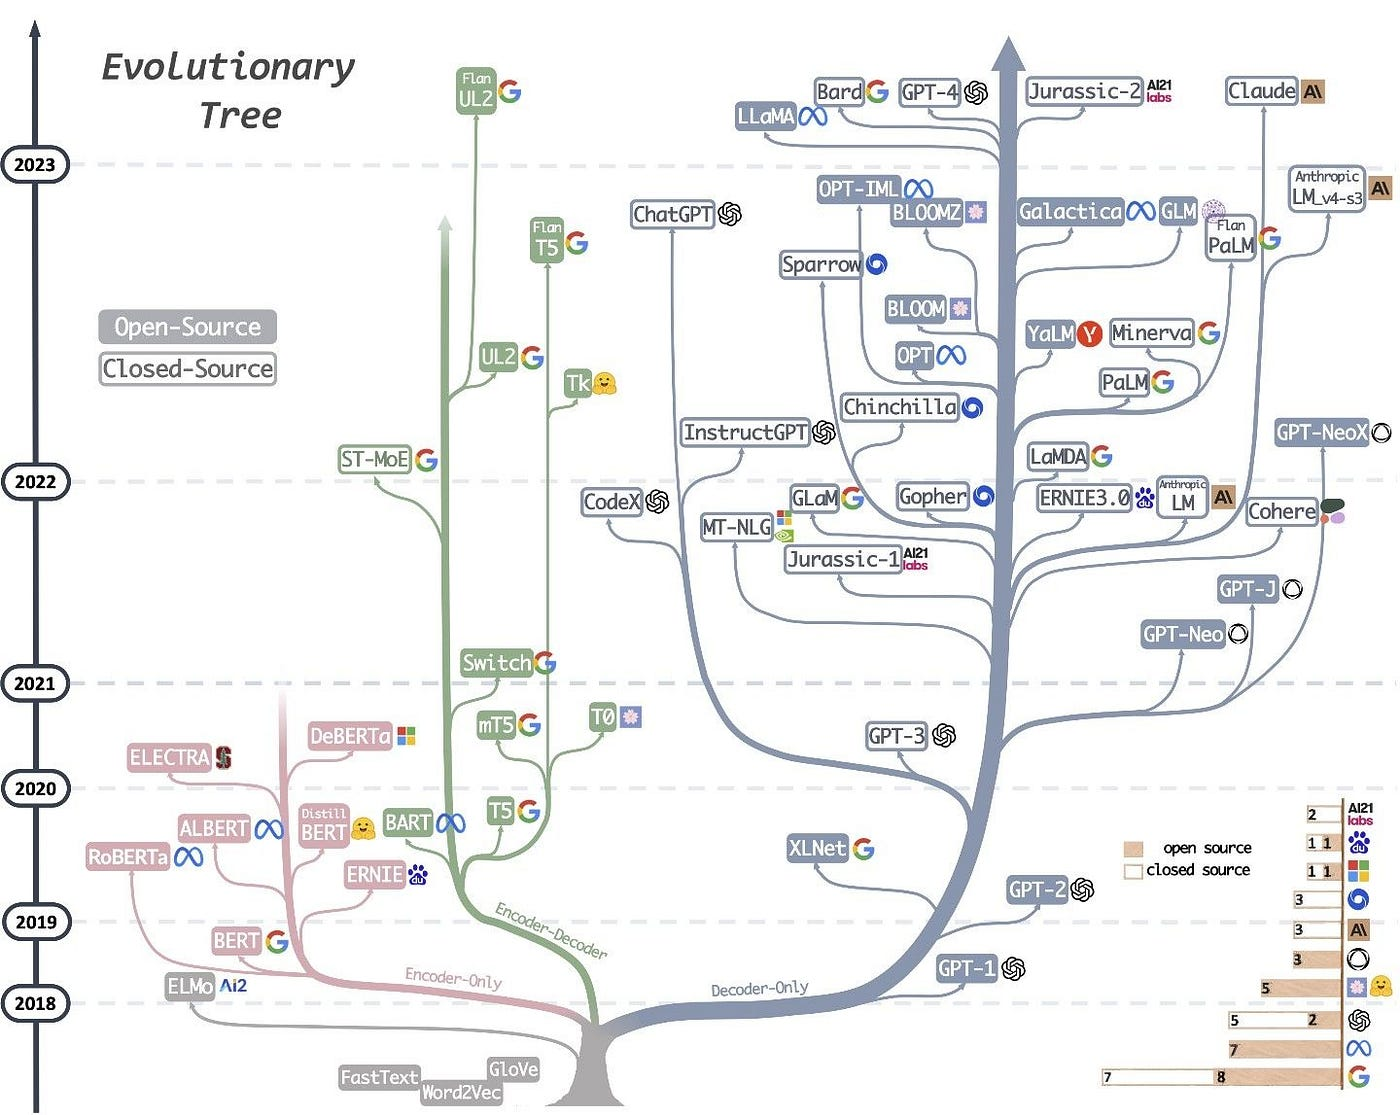 Evolutionary
Tree
2023
2022
2021
2020
2019
2018
Open-Source
Closed-Source
Flan
UL2
Flan
T5
UL2
Tk
ST-MoE
Switch
mT5
T0
T5
BART
DeBERTa
ELECTRA
Distill
BERT
ALBERT
RoBERTa
ERNIE
BERT
ELMo
Ai2
Encoder-Only
Encoder-Decoder
Decoder-Only
FastText
GloVe
Word2Vec
Bard
GPT-4
Jurassic-2
AI21
labs
Claude
A\
LLaMA
OPT-IML
BLOOMZ
Galactica
GLM
Anthropic
LM_v4-s3
A\
ChatGPT
Flan
PaLM
Sparrow
BLOOM
YaLM
Y
Minerva
OPT
PaLM
Chinchilla
InstructGPT
GPT-NeoX
LaMDA
CodeX
GLaM
Gopher
ERNIE3.0
du
Anthropic
LM
A\
Cohere
MT-NLG
Jurassic-1
AI21
labs
GPT-J
GPT-Neo
GPT-3
XLNet
GPT-2
GPT-1
open source
closed source
2
AI21
labs
1 1
du
1 1
3
3
A\
3
5
5 2
7
7 8